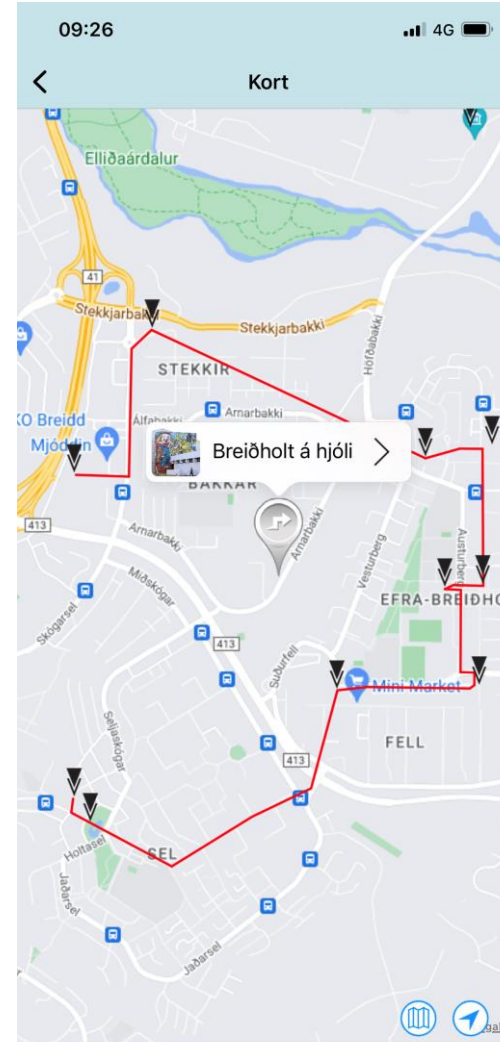 09:26
4G
Kort
Elliðaárdalur
41
Stekkjarbakki
Stekkjarbakki
Höfðabakki
STEKKIR
KO Breidd
Álfabakki
Arnarbakki
Mjóddin
Breiðholt á hjóli
BAKKAR
413
Arnarbakki
Arnarbakki
Vesturberg
Austurberg
Miðskógar
EFRA-BREIÐHO
Skógarsel
413
Suðurfell
Mini Market
Seljaskógar
FELL
413
Holtasel
SEL
Jaðarsel
Jaðarsel